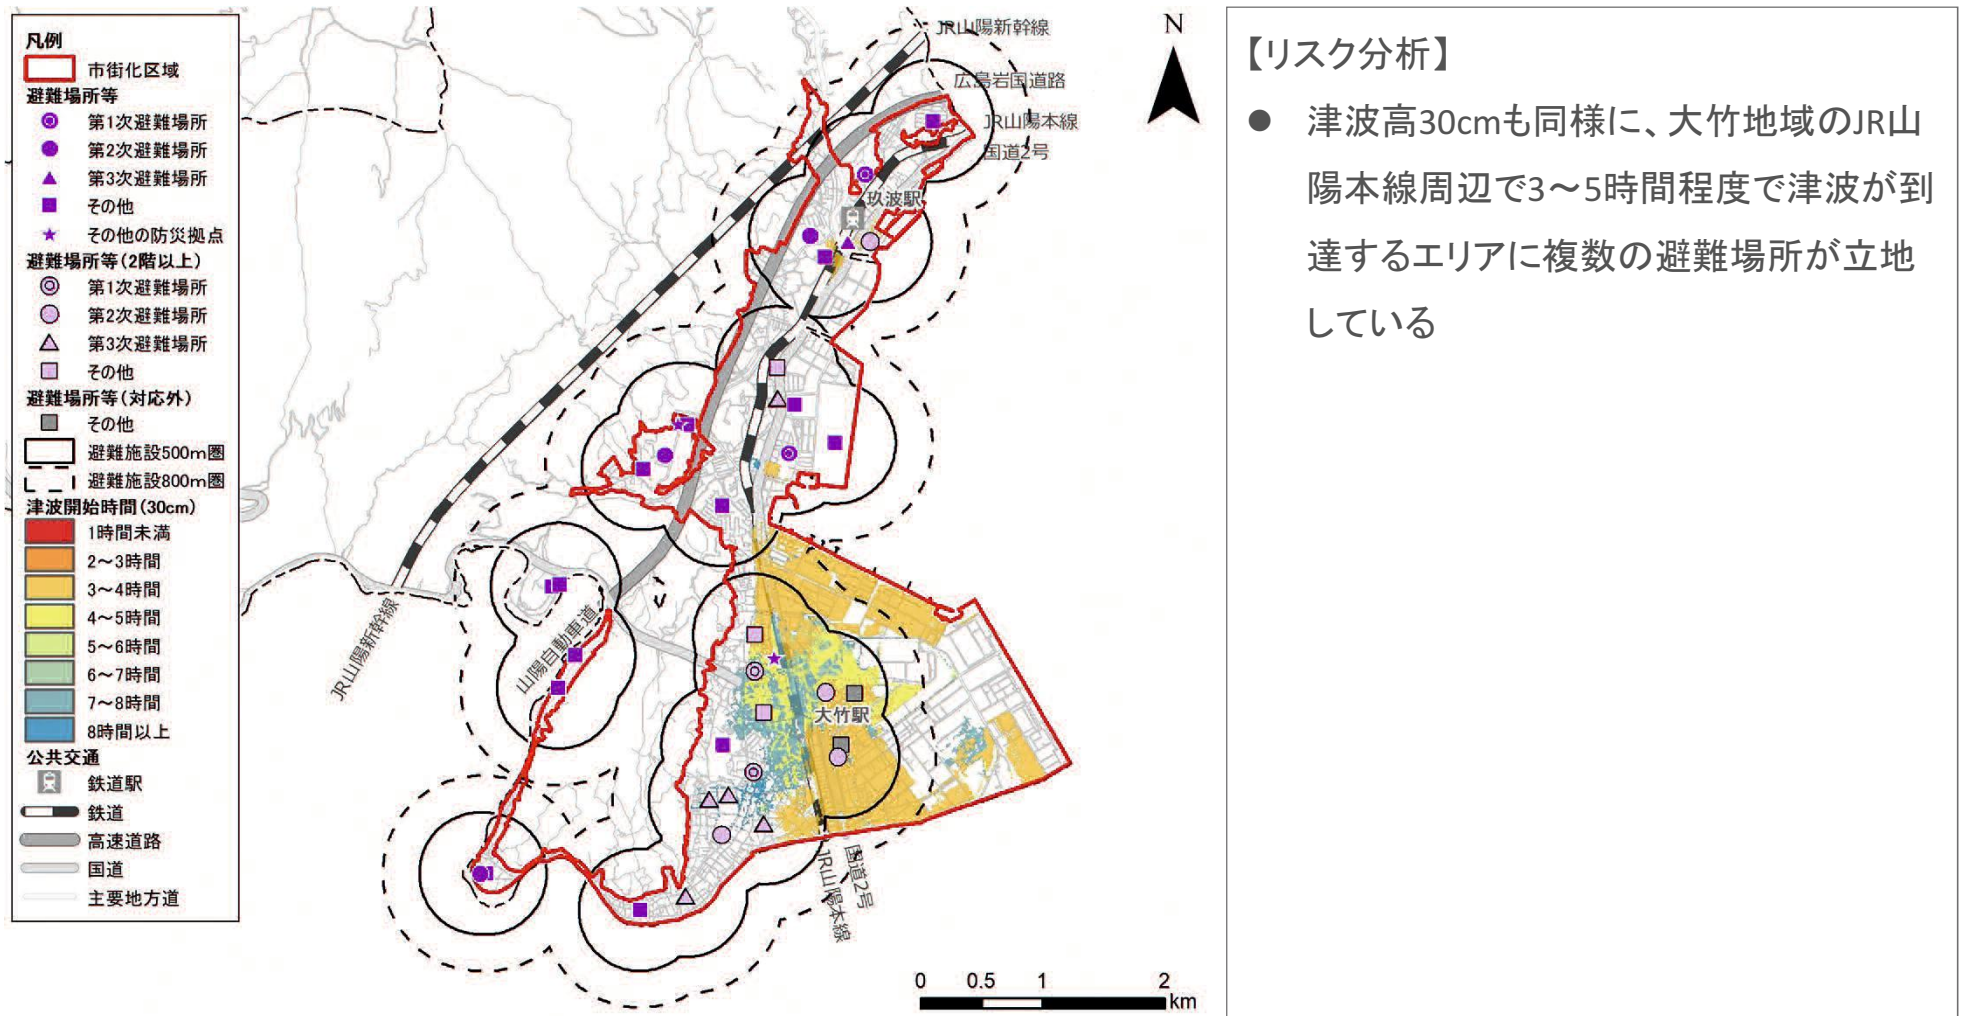 凡例
市街化区域
避難場所等
第1次避難場所
第2次避難場所
第3次避難場所
その他
その他の防災拠点
避難場所等(2階以上)
第1次避難場所
第2次避難場所
第3次避難場所
その他
避難場所等(対応外)
その他
避難施設500m圏
避難施設800m圏
津波開始時間(30cm)
1時間未満
2～3時間
3～4時間
4～5時間
5～6時間
6～7時間
7～8時間
8時間以上
公共交通
鉄道駅
鉄道
高速道路
国道
主要地方道
JR山陽新幹線
広島岩国道路
JR山陽本線
国道2号
玖波駅
JR山陽新幹線
山陽自動車道
大竹駅
国道2号
JR山陽本線
N
0 0.5 1 2
km
【リスク分析】
● 津波高30cmも同様に、大竹地域のJR山
陽本線周辺で3～5時間程度で津波が到
達するエリアに複数の避難場所が立地
している